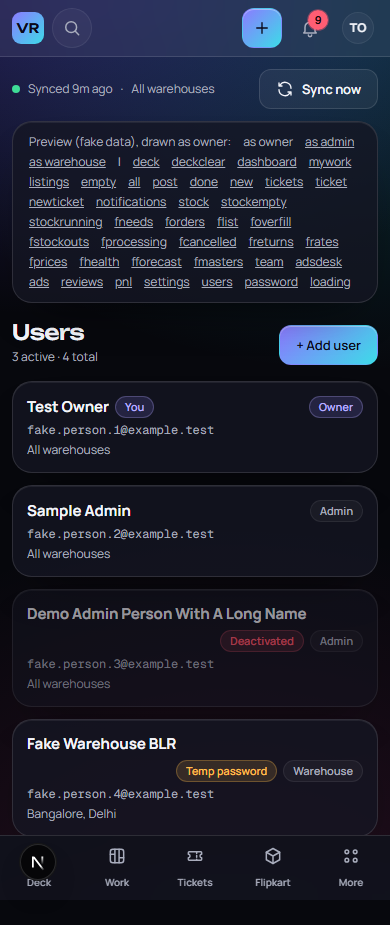 VR
9
TO
Synced 9m ago · All warehouses
Sync now
Preview (fake data), drawn as owner: as owner as admin
as warehouse | deck deckclear dashboard mywork
listings empty all post done new tickets ticket
newticket notifications stock stockempty
stockrunning fneeds forders flist foverfill
fstockouts fprocessing fcancelled freturns frates
fprices fhealth fforecast fmasters team adsdesk
ads reviews pnl settings users password loading
Users
3 active · 4 total
+ Add user
Test Owner You Owner
fake.person.1@example.test
All warehouses
Sample Admin Admin
fake.person.2@example.test
All warehouses
Demo Admin Person With A Long Name
Deactivated Admin
fake.person.3@example.test
All warehouses
Fake Warehouse BLR
Temp password Warehouse
fake.person.4@example.test
Bangalore, Delhi
N
Deck Work Tickets Flipkart More